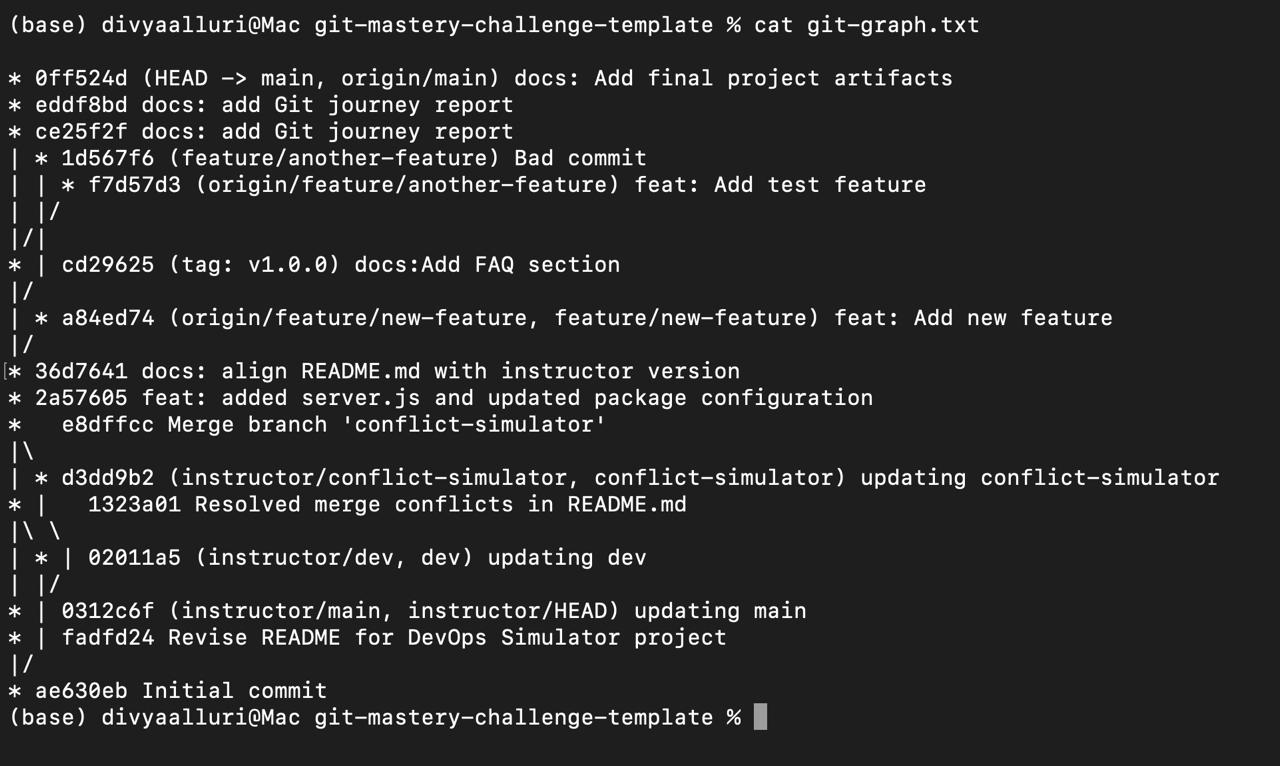 (base) divyaalluri@Mac git-mastery-challenge-template % cat git-graph.txt
* 0ff524d (HEAD -> main, origin/main) docs: Add final project artifacts
* eddf8bd docs: add Git journey report
* ce25f2f docs: add Git journey report
| * 1d567f6 (feature/another-feature) Bad commit
| | * f7d57d3 (origin/feature/another-feature) feat: Add test feature
| |/
|/|
* | cd29625 (tag: v1.0.0) docs:Add FAQ section
|/
| * a84ed74 (origin/feature/new-feature, feature/new-feature) feat: Add new feature
|/
* 36d7641 docs: align README.md with instructor version
* 2a57605 feat: added server.js and updated package configuration
*   e8dffcc Merge branch 'conflict-simulator'
|\
| * d3dd9b2 (instructor/conflict-simulator, conflict-simulator) updating conflict-simulator
* |   1323a01 Resolved merge conflicts in README.md
|\ \
| * | 02011a5 (instructor/dev, dev) updating dev
| |/
* | 0312c6f (instructor/main, instructor/HEAD) updating main
* | fadfd24 Revise README for DevOps Simulator project
|/
* ae630eb Initial commit
(base) divyaalluri@Mac git-mastery-challenge-template %